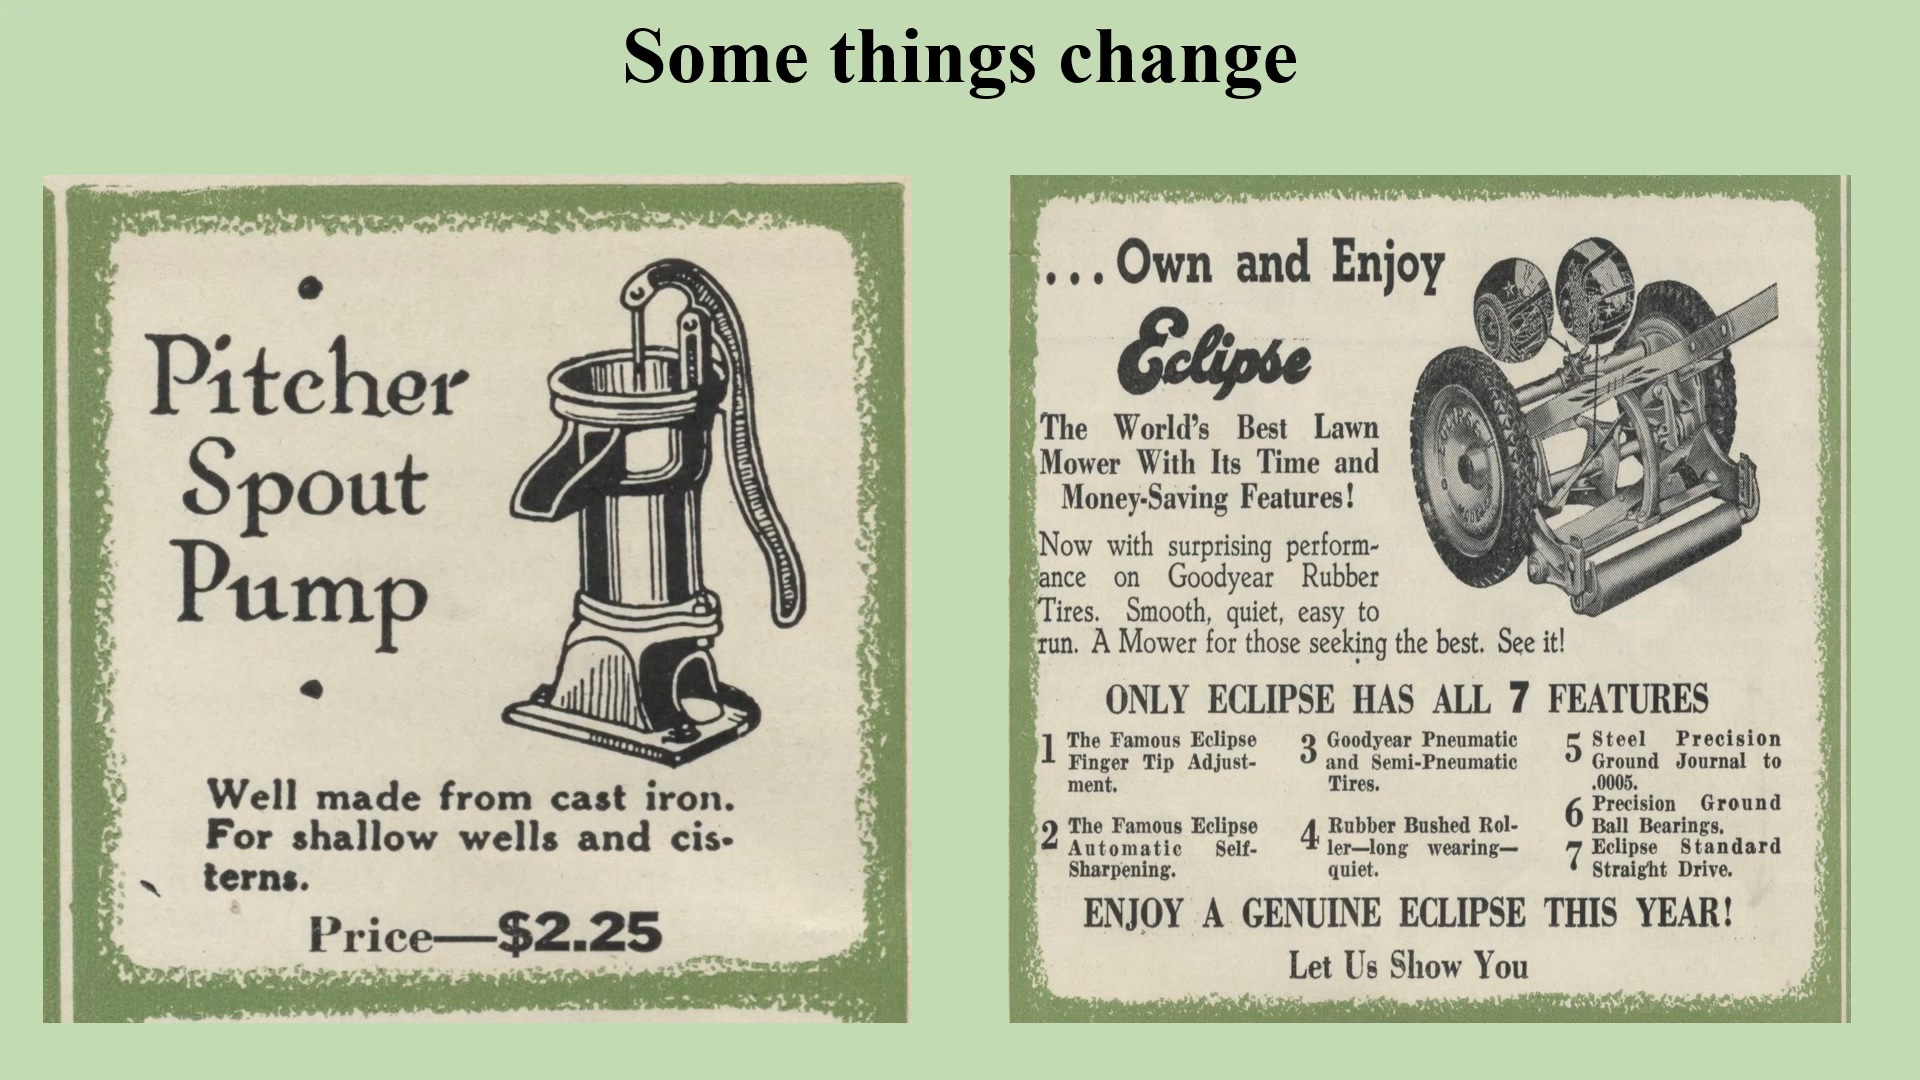 Some things change
Pitcher
Spout
Pump
Well made from cast iron.
For shallow wells and cis-
terns.
Price—$2.25
...Own and Enjoy
Eclipse
The World's Best Lawn
Mower With Its Time and
Money-Saving Features!
Now with surprising perform-
ance on Goodyear Rubber
Tires. Smooth, quiet, easy to
run. A Mower for those seeking the best. See it!
ONLY ECLIPSE HAS ALL 7 FEATURES
1 The Famous Eclipse
Finger Tip Adjust-
ment.
2 The Famous Eclipse
Automatic Self-
Sharpening.
3 Goodyear Pneumatic
and Semi-Pneumatic
Tires.
4 Rubber Bushed Rol-
ler—long wearing—
quiet.
5 Steel Precision
Ground Journal to
.0005.
6 Precision Ground
Ball Bearings.
7 Eclipse Standard
Straight Drive.
ENJOY A GENUINE ECLIPSE THIS YEAR!
Let Us Show You